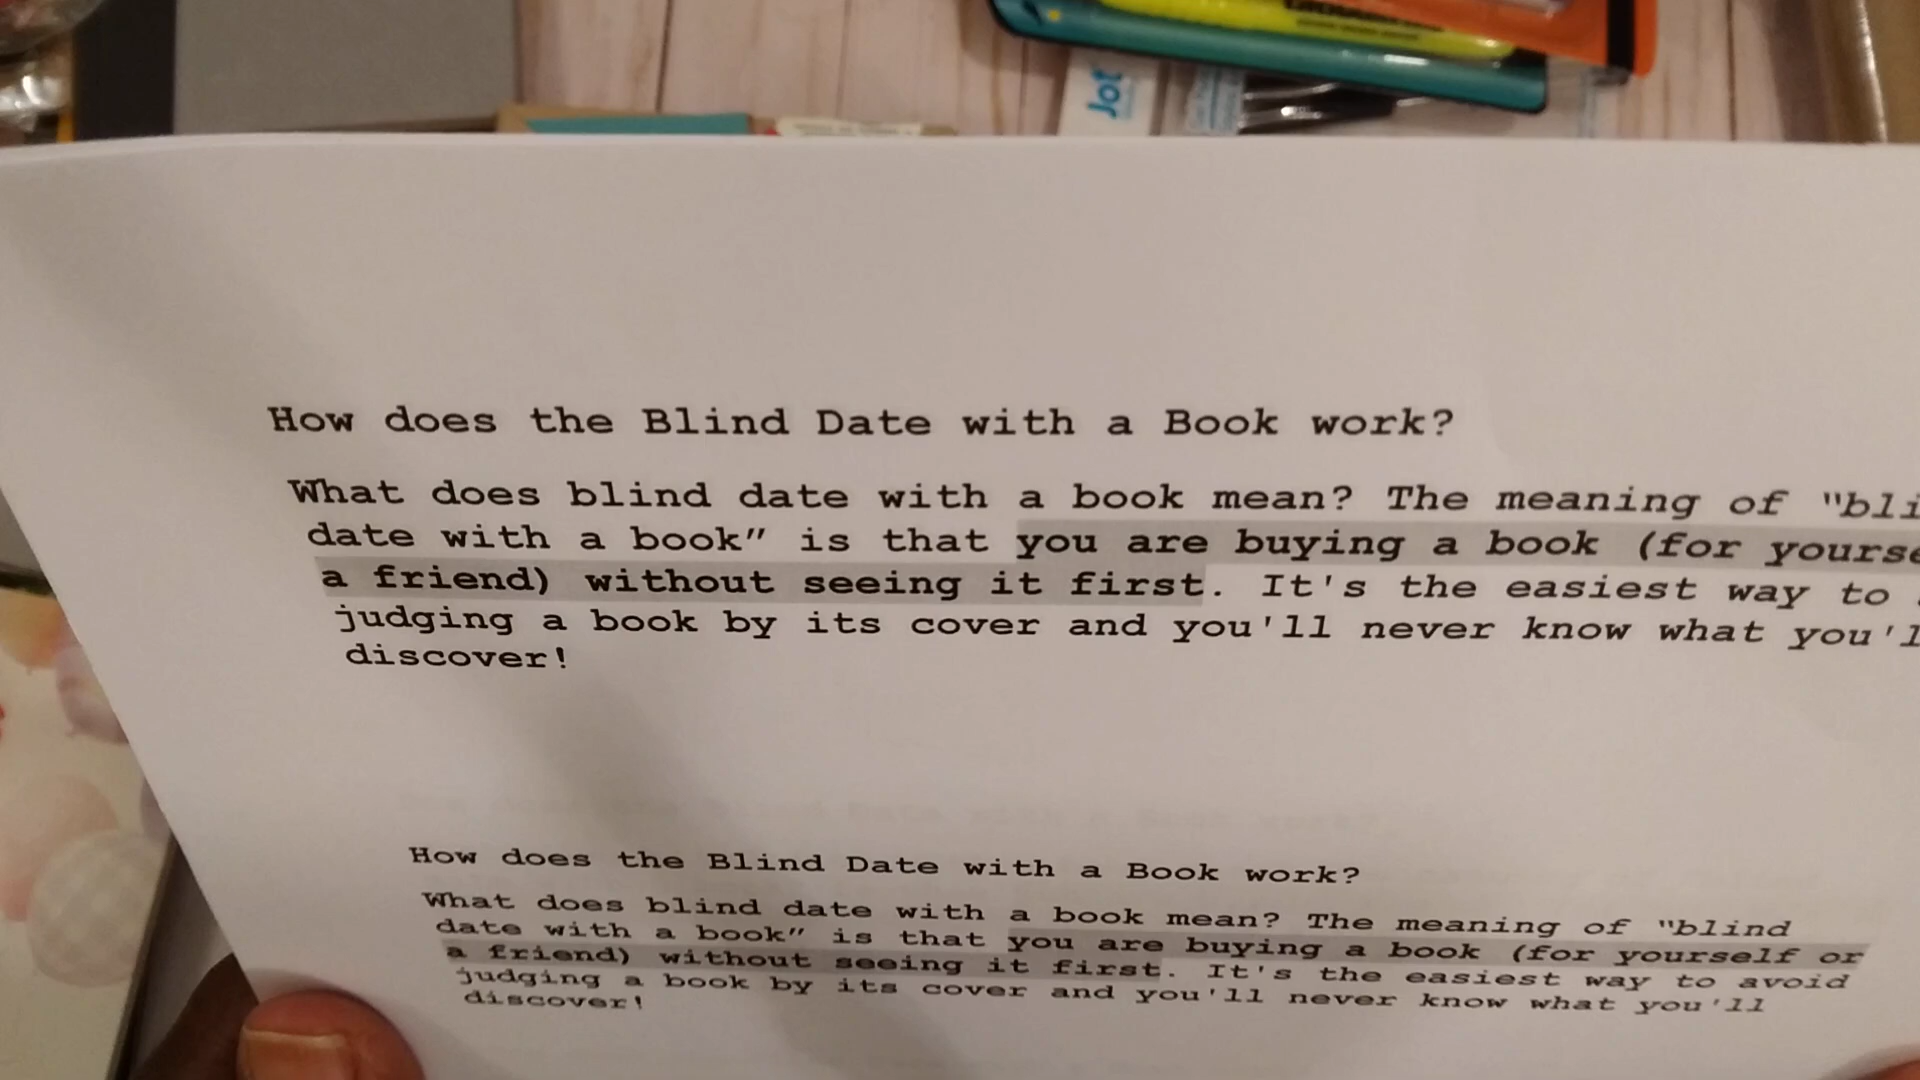 Jot
How does the Blind Date with a Book work?
What does blind date with a book mean? The meaning of "bli
date with a book" is that you are buying a book (for yourse
a friend) without seeing it first. It's the easiest way to
judging a book by its cover and you'll never know what you'l
discover!
How does the Blind Date with a Book work?
What does blind date with a book mean? The meaning of "blind
date with a book" is that you are buying a book (for yourself or
a friend) without seeing it first. It's the easiest way to avoid
judging a book by its cover and you'll never know what you'll
discover!